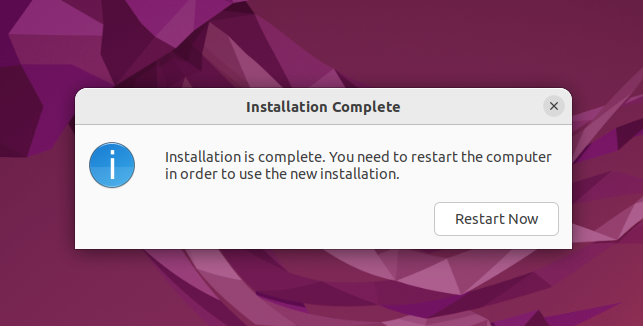 Installation Complete
Installation is complete. You need to restart the computer
in order to use the new installation.
Restart Now